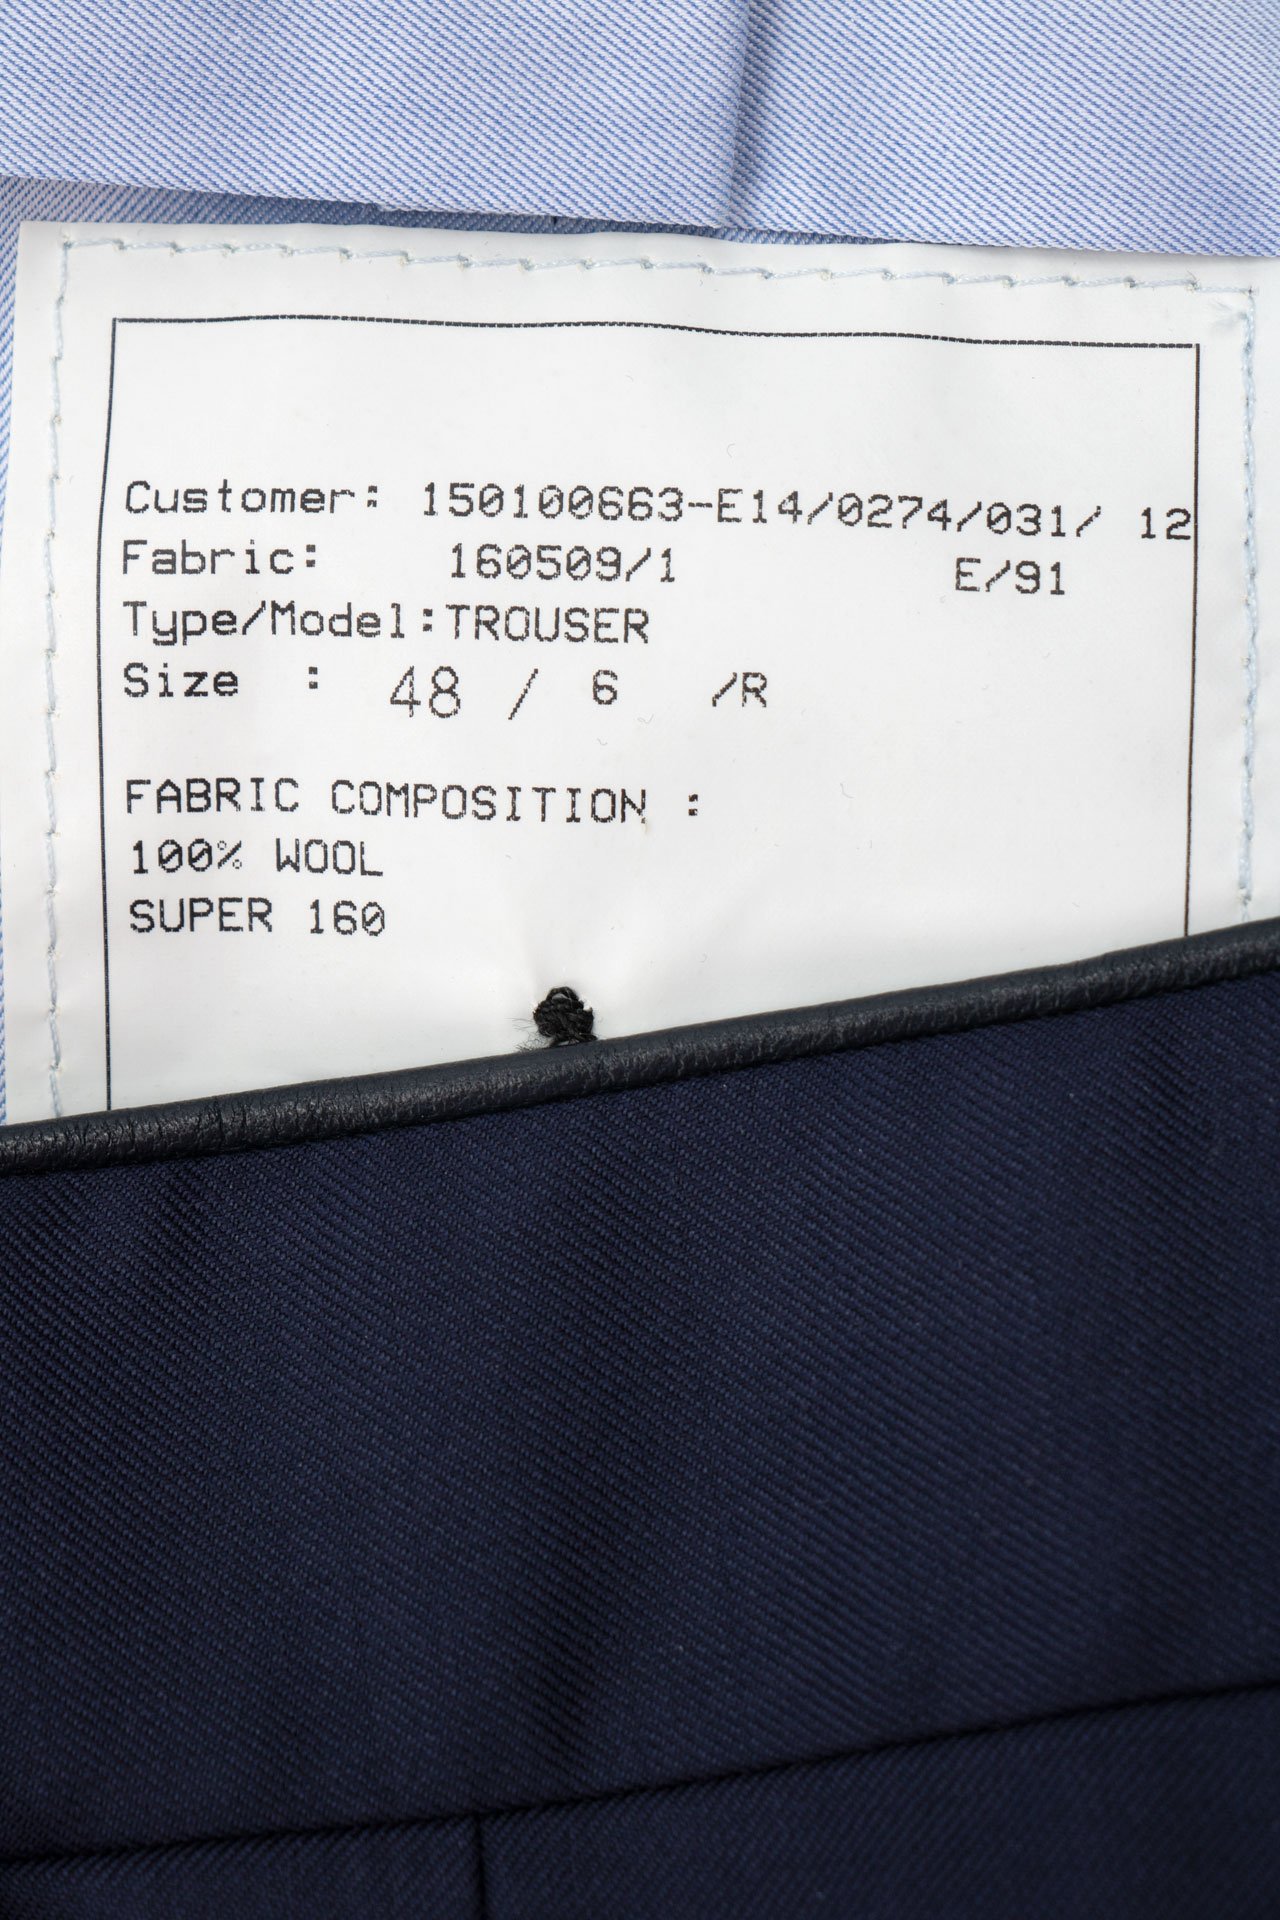 Customer: 150100663-E14/0274/031/ 12
Fabric: 160509/1 E/91
Type/Model:TROUSER
Size : 48 / 6 /R
FABRIC COMPOSITION :
100% WOOL
SUPER 160